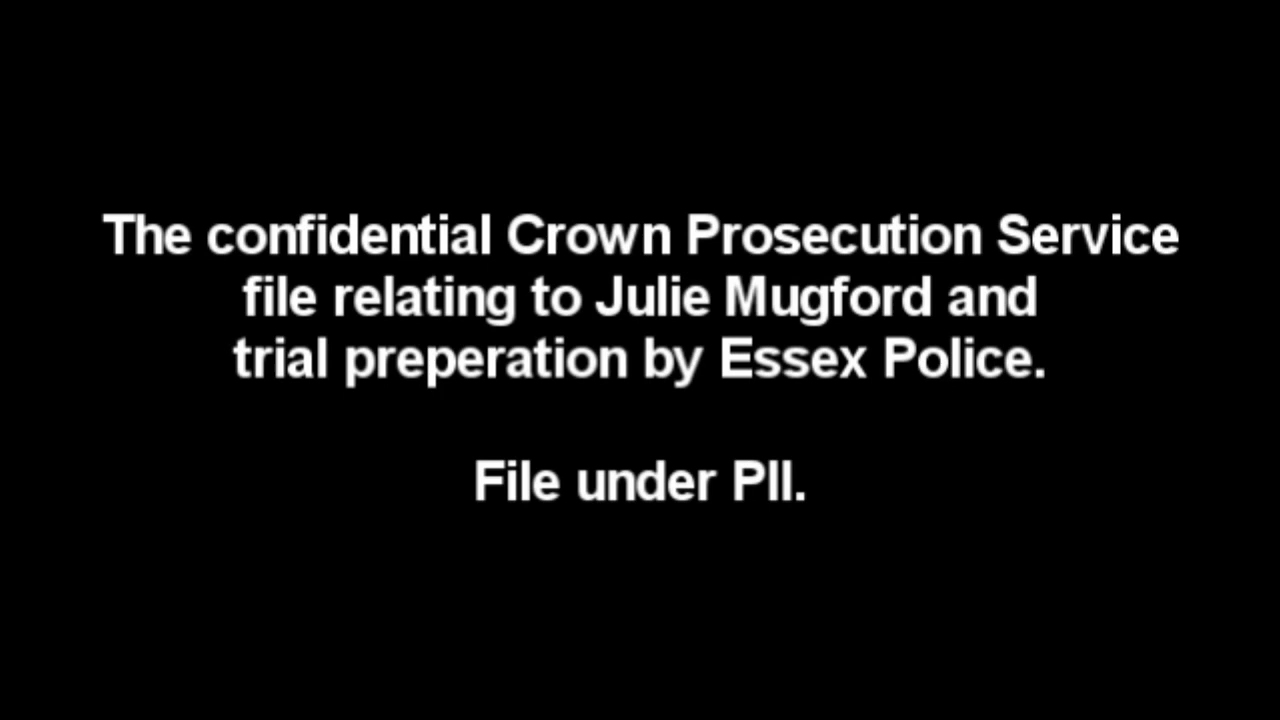 The confidential Crown Prosecution Service
file relating to Julie Mugford and
trial preperation by Essex Police.
File under PII.